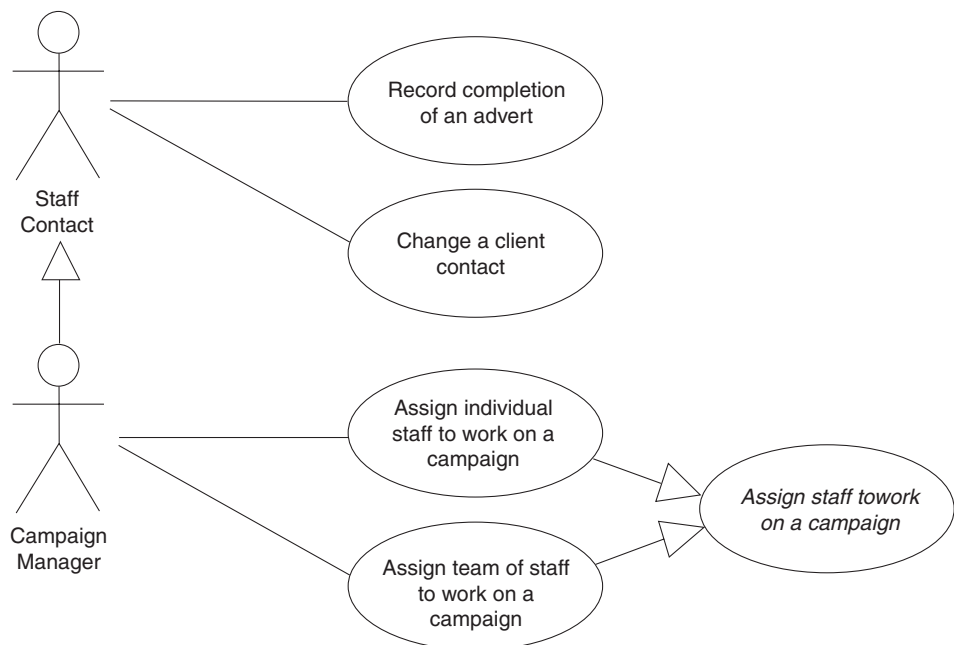 Record completion
of an advert
Staff
Contact
Change a client
contact
Assign individual
staff to work on a
campaign
Assign staff towork
on a campaign
Campaign
Manager
Assign team of staff
to work on a
campaign